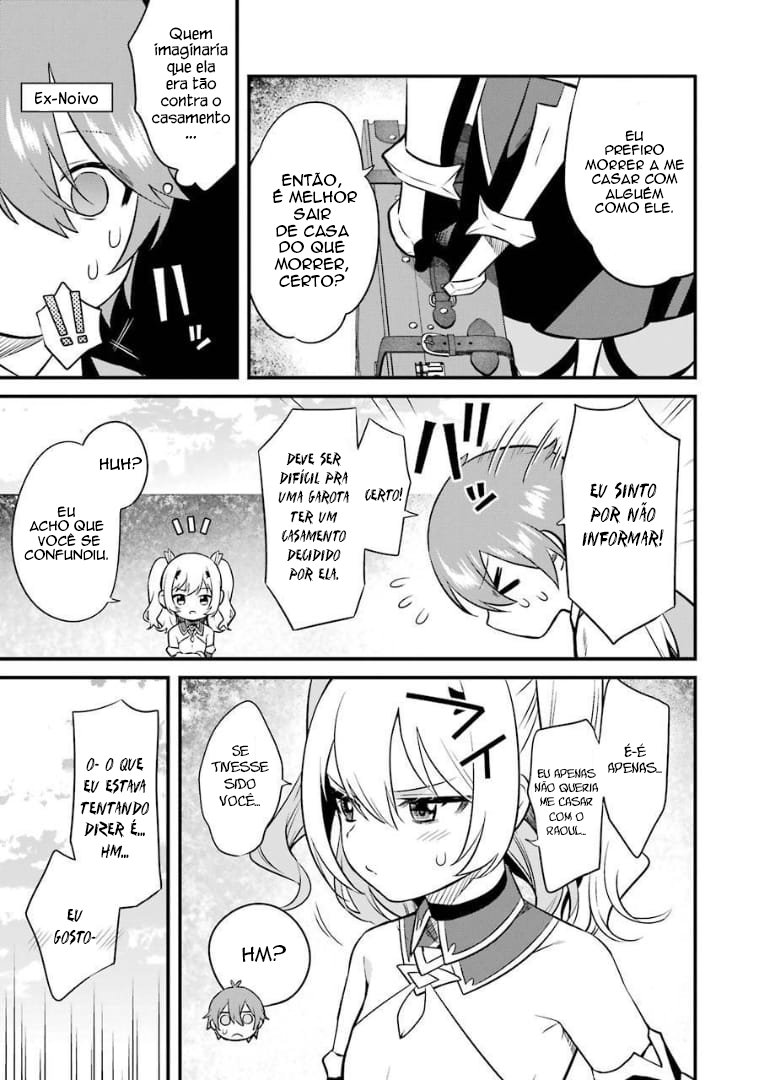 EU
PREFIRO
MORRER A ME
CASAR COM
ALGUÉM
COMO ELE.
ENTÃO,
É MELHOR
SAIR
DE CASA
DO QUE
MORRER,
CERTO?
Quem
imaginaria
que ela
era tão
contra o
casamento
...
Ex-Noivo
!!
EU SINTO
POR NÃO
INFORMAR!
CERTO!
DEVE SER
DIFÍCIL PRA
UMA GAROTA
TER UM
CASAMENTO
DECIDIDO
POR ELA.
HUH?
EU
ACHO QUE
VOCÊ SE
CONFUNDIU.
É-É
APENAS...
EU APENAS
NÃO QUERIA
ME CASAR
COM O
RAOUL...
SE
TIVESSE
SIDO
VOCÊ...
HM?
O- O QUE
EU ESTAVA
TENTANDO
DIZER É...
HM...
EU
GOSTO-